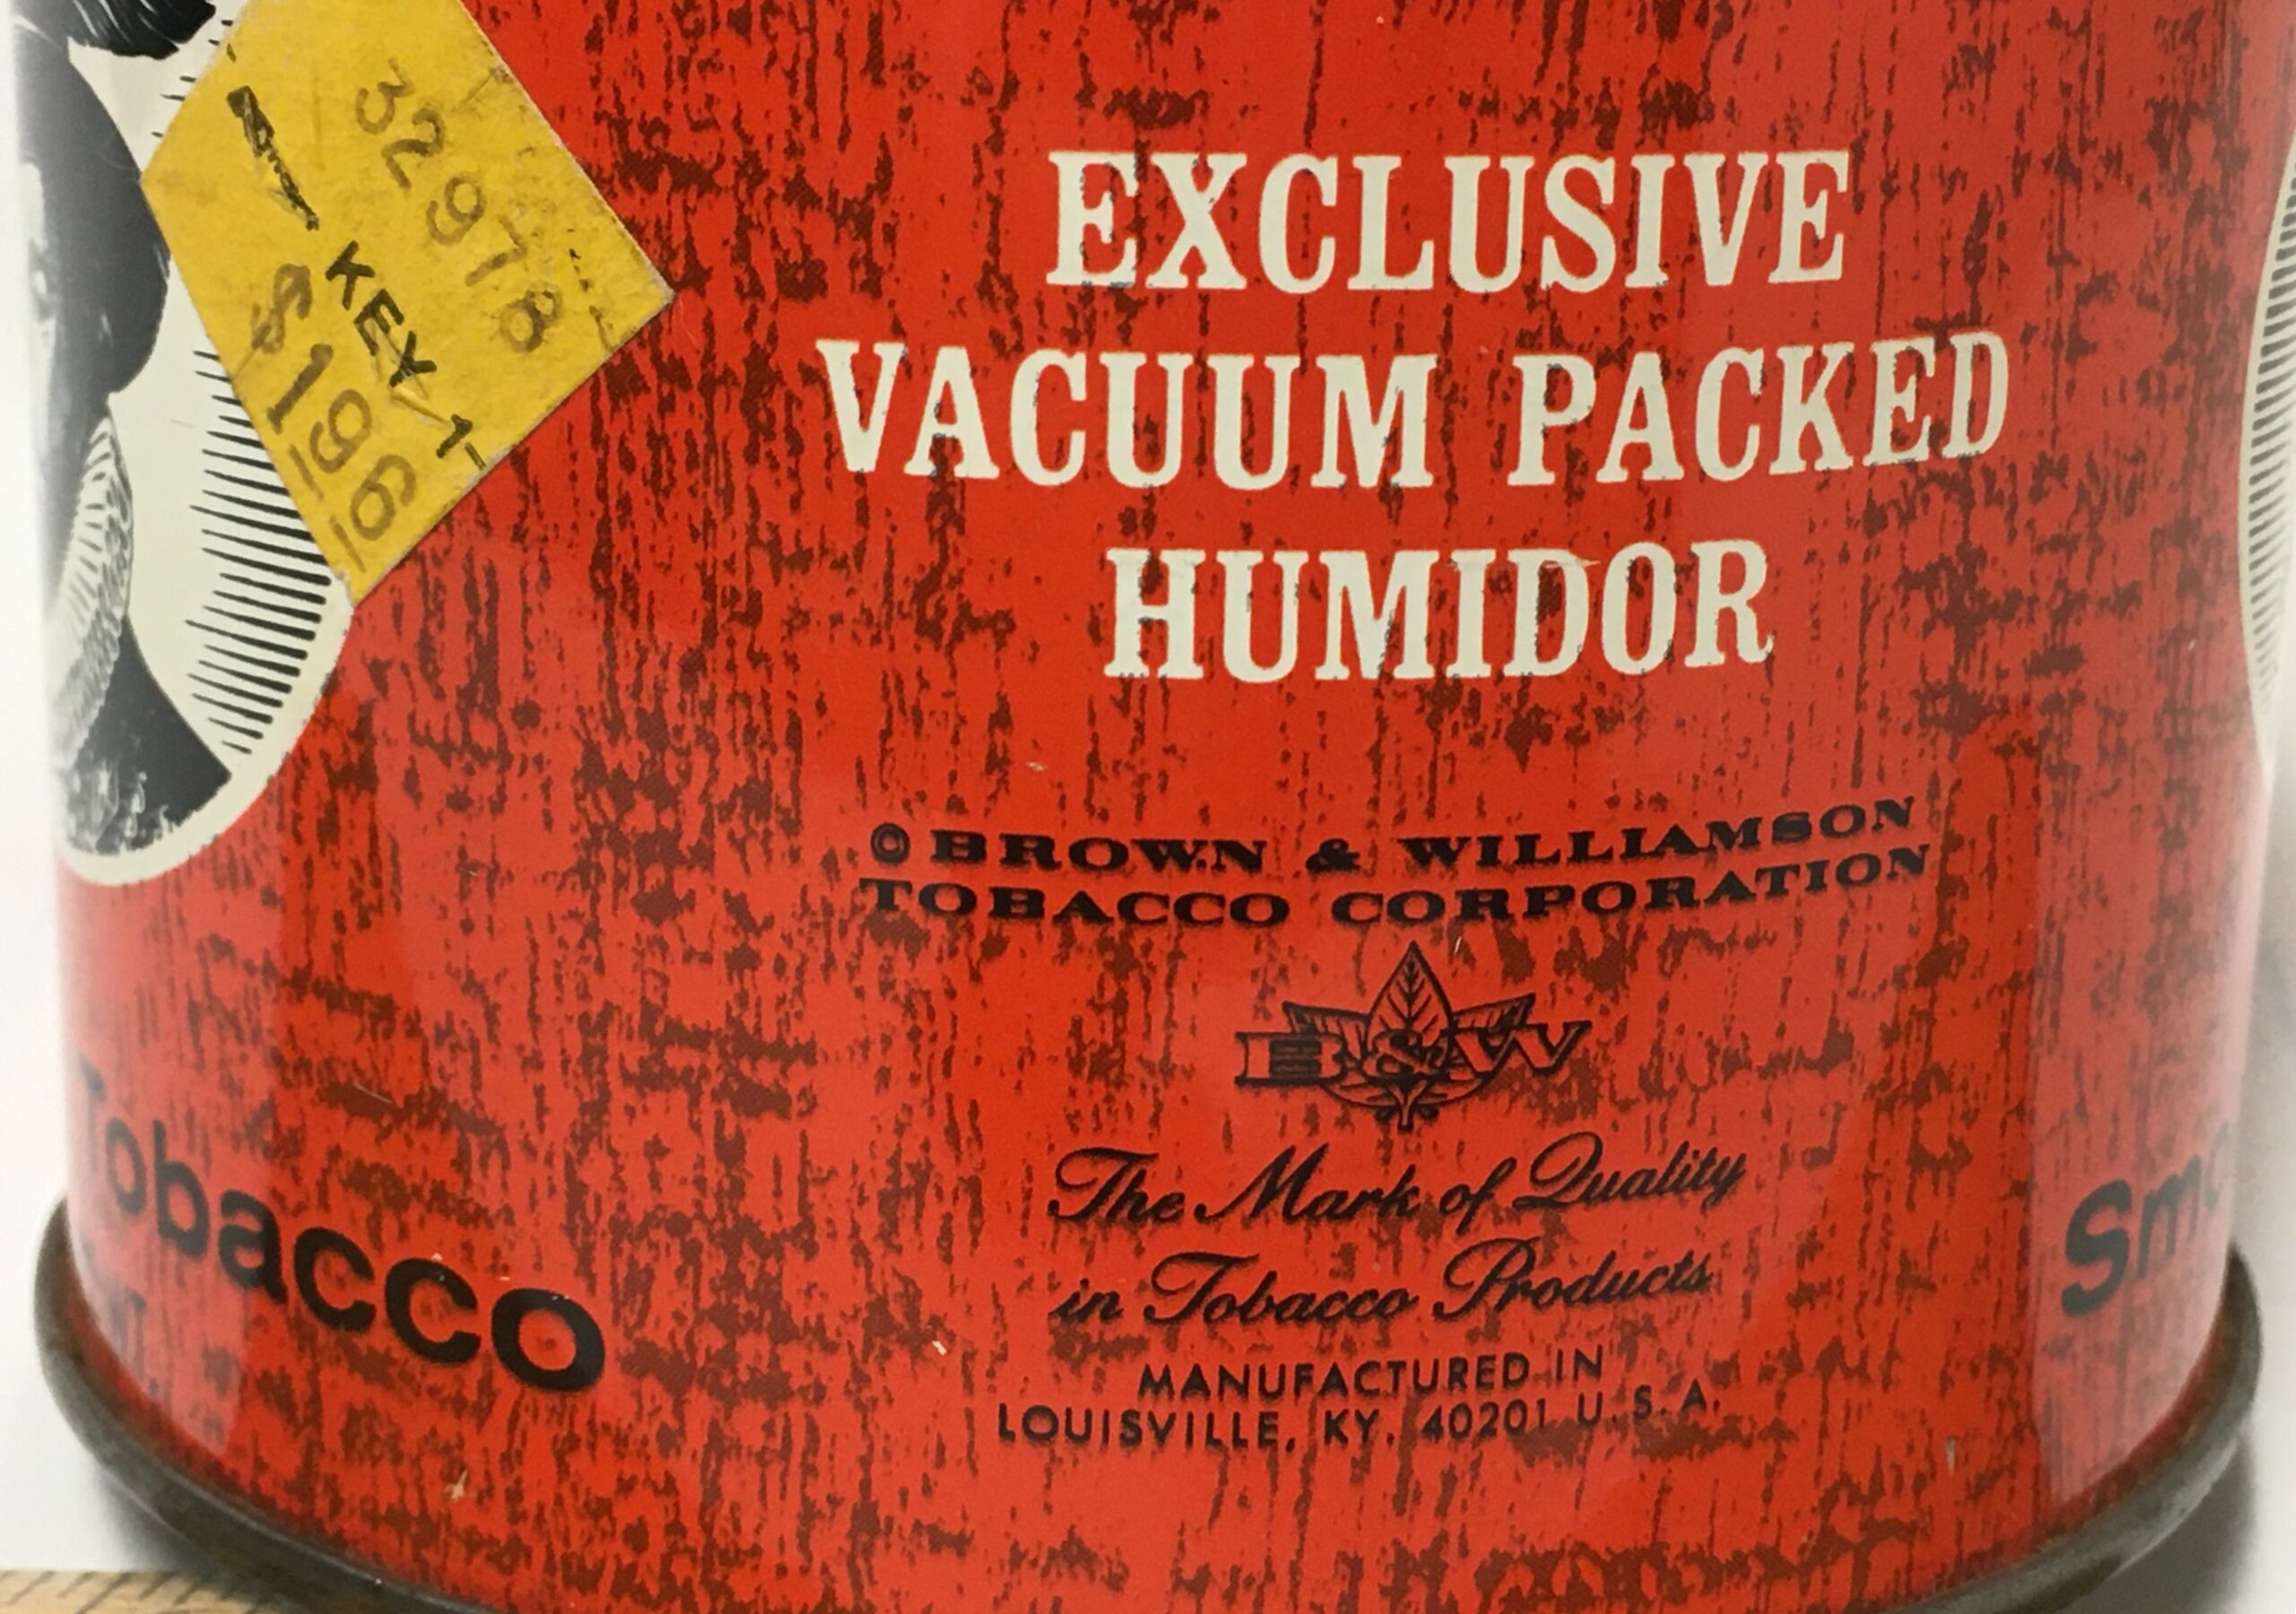 32978
KEY 1-
$196
EXCLUSIVE
VACUUM PACKED
HUMIDOR
© BROWN & WILLIAMSON
TOBACCO CORPORATION
B&W
The Mark of Quality
in Tobacco Products
MANUFACTURED IN
LOUISVILLE, KY. 40201 U.S.A.
Tobacco